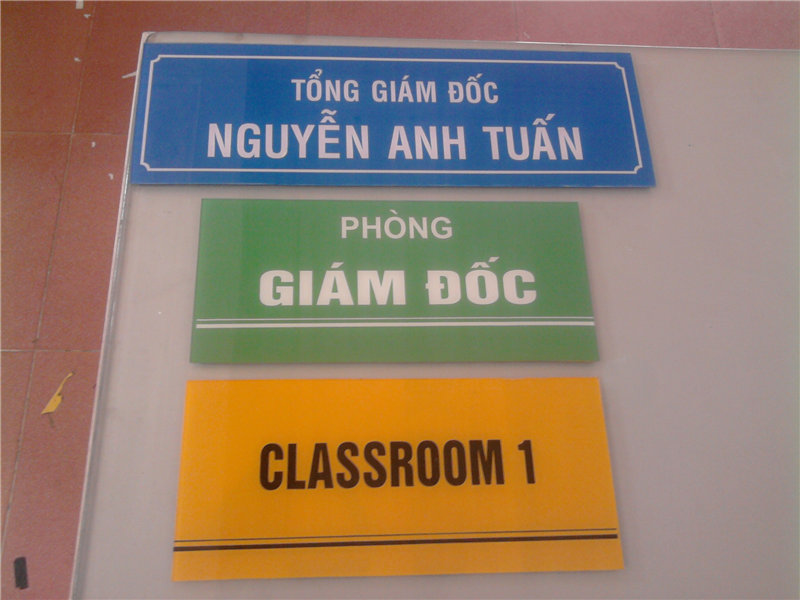 TỔNG GIÁM ĐỐC
NGUYỄN ANH TUẤN
PHÒNG
GIÁM ĐỐC
CLASSROOM 1